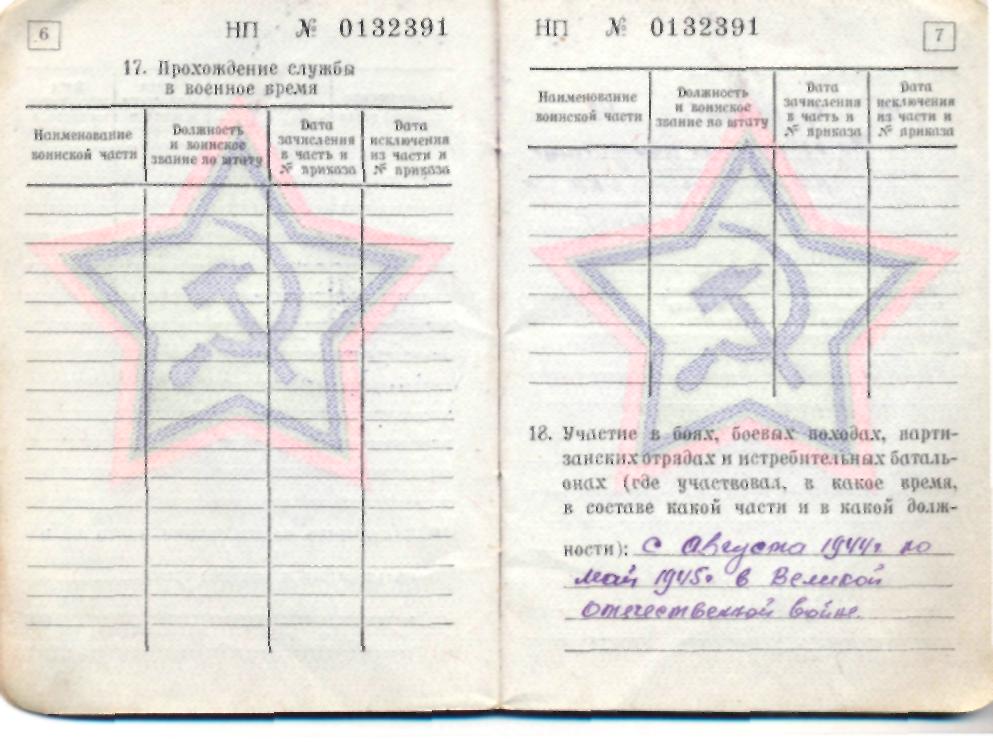 6
НП № 0132391
17. Прохождение службы
в военное время
Наименование
воинской части
Должность
и воинское
звание по штату
Дата
зачисления
в часть и
№ приказа
Дата
исключения
из части и
№ приказа
НП № 0132391
7
Наименование
воинской части
Должность
и воинское
звание по штату
Дата
зачисления
в часть и
№ приказа
Дата
исключения
из части и
№ приказа
18. Участие в боях, боевых походах, парти-
занских отрядах и истребительных баталь-
онах (где участвовал, в какое время,
в составе какой части и в какой долж-
ности): с Августа 1944г по
май 1945г в Великой
отечественной войне.